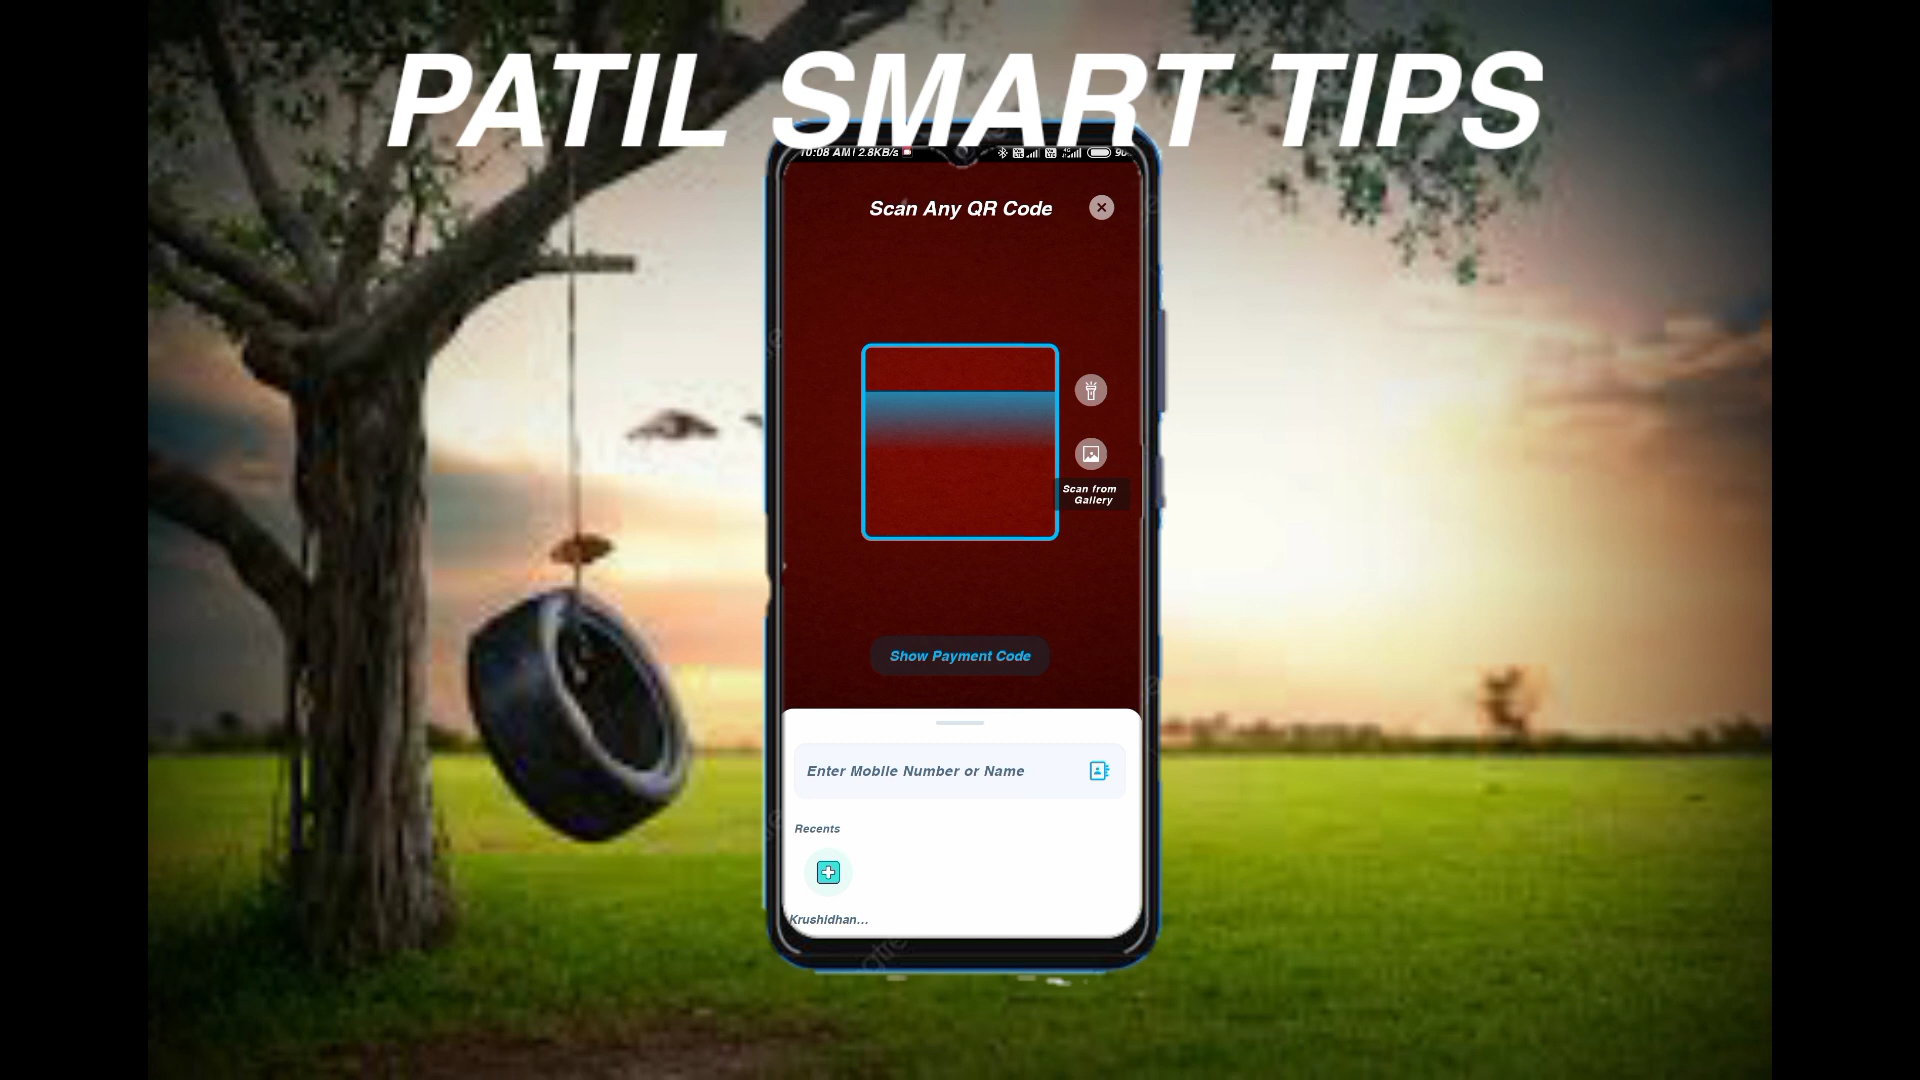 PATIL SMART TIPS
10:08 AM | 2.8KB/s
Scan Any QR Code
Scan from
Gallery
Show Payment Code
Enter Mobile Number or Name
Recents
Krushidhan...